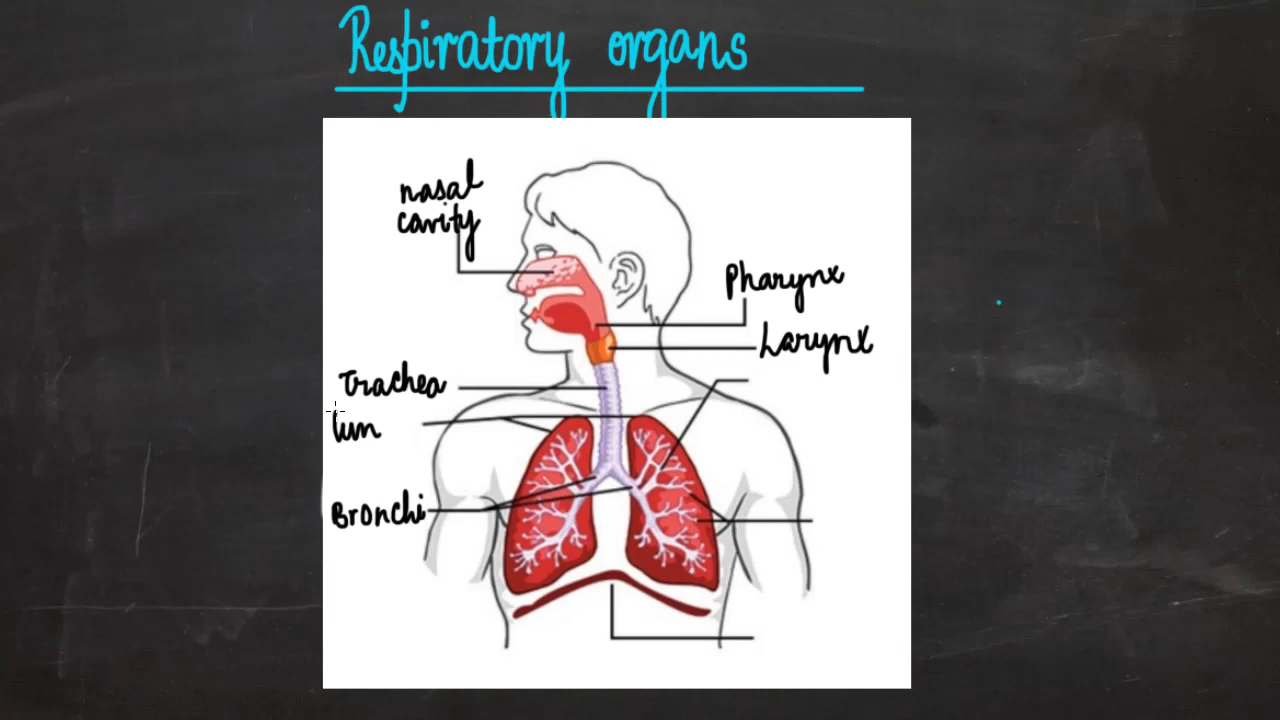 Respiratory organs
nasal
cavity
Pharynx
Larynx
Trachea
lun
Bronchi